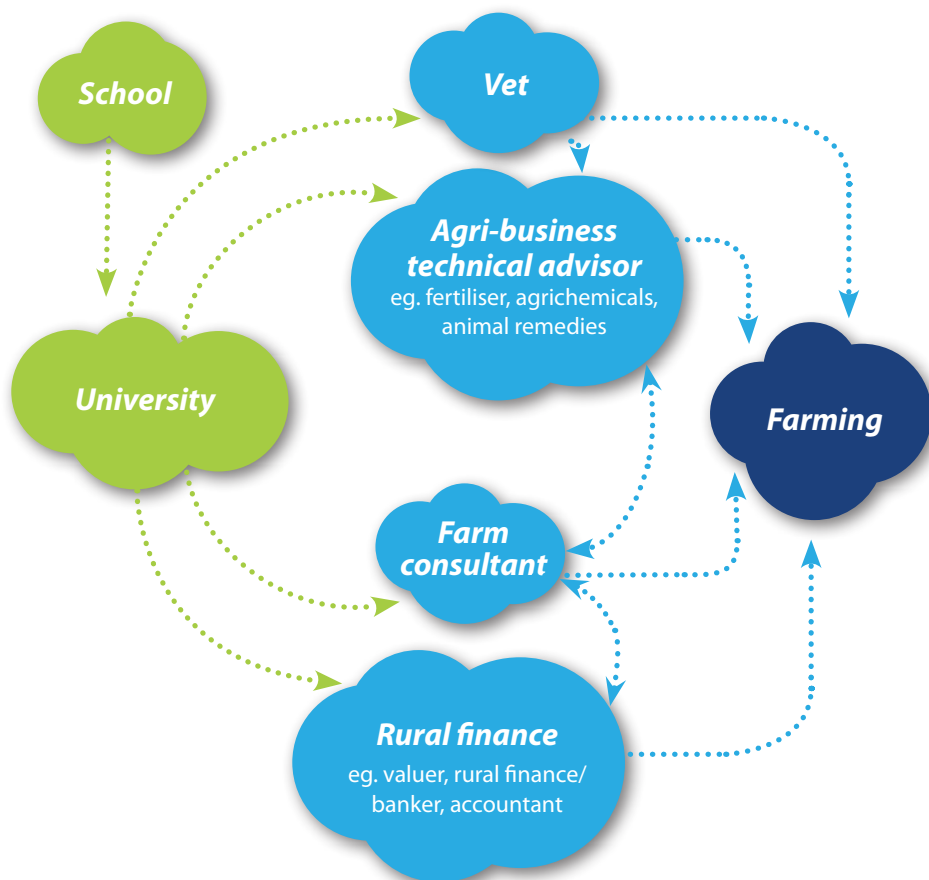 School
Vet
Agri-business
technical advisor
eg. fertiliser, agrichemicals,
animal remedies
University
Farming
Farm
consultant
Rural finance
eg. valuer, rural finance/
banker, accountant